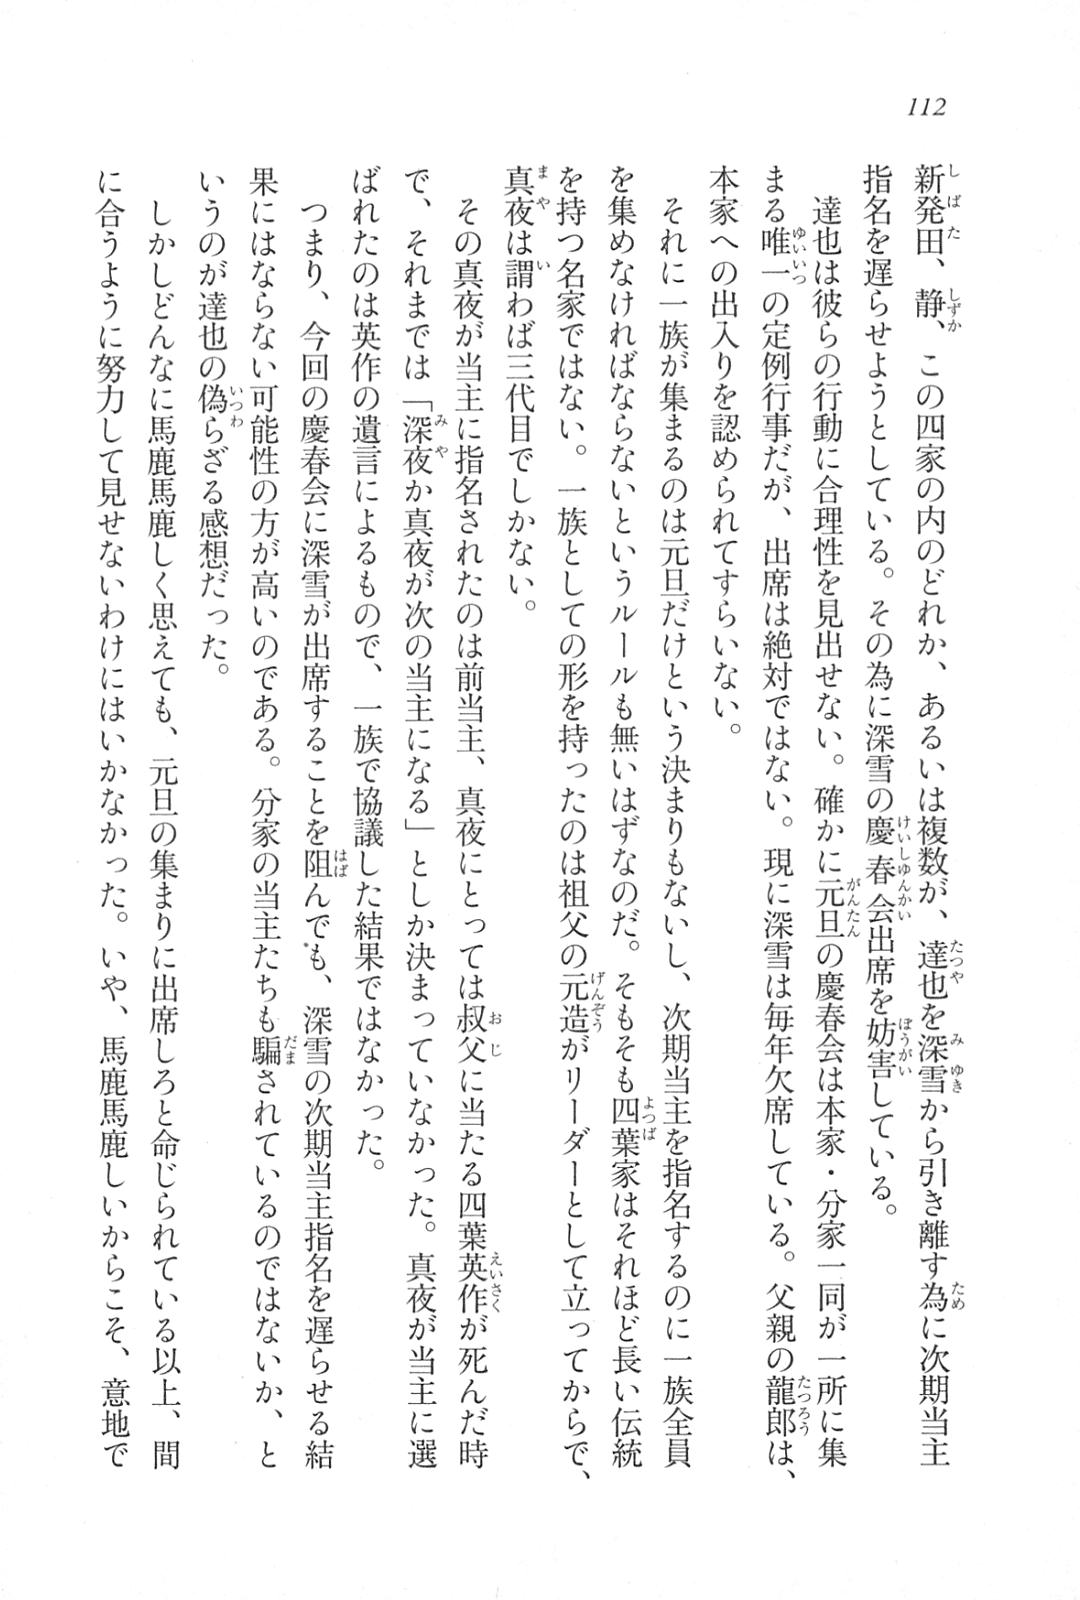 112
新発田、静、この四家の内のどれか、あるいは複数が、達也を深雪から引き離す為に次期当主
指名を遅らせようとしている。その為に深雪の慶春会出席を妨害している。
　達也は彼らの行動に合理性を見出せない。確かに元旦の慶春会は本家・分家一同が一所に集
まる唯一の定例行事だが、出席は絶対ではない。現に深雪は毎年欠席している。父親の龍郎は、
本家への出入りを認められてすらいない。
　それに一族が集まるのは元旦だけという決まりもないし、次期当主を指名するのに一族全員
を集めなければならないというルールも無いはずなのだ。そもそも四葉家はそれほど長い伝統
を持つ名家ではない。一族としての形を持ったのは祖父の元造がリーダーとして立ってからで、
真夜は謂わば三代目でしかない。
　その真夜が当主に指名されたのは前当主、真夜にとっては叔父に当たる四葉英作が死んだ時
で、それまでは「深夜か真夜が次の当主になる」としか決まっていなかった。真夜が当主に選
ばれたのは英作の遺言によるもので、一族で協議した結果ではなかった。
　つまり、今回の慶春会に深雪が出席することを阻んでも、深雪の次期当主指名を遅らせる結
果にはならない可能性の方が高いのである。分家の当主たちも騙されているのではないか、と
いうのが達也の偽らざる感想だった。
　しかしどんなに馬鹿馬鹿しく思えても、元旦の集まりに出席しろと命じられている以上、間
に合うように努力して見せないわけにはいかなかった。いや、馬鹿馬鹿しいからこそ、意地で